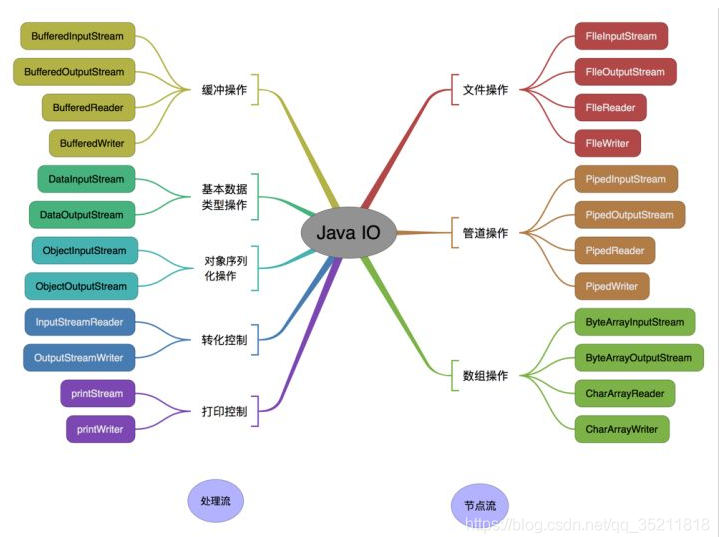 BufferedInputStream
BufferedOutputStream
BufferedReader
BufferedWriter
缓冲操作
DataInputStream
DataOutputStream
基本数据
类型操作
ObjectInputStream
ObjectOutputStream
对象序列
化操作
InputStreamReader
OutputStreamWriter
转化控制
printStream
printWriter
打印控制
处理流
Java IO
文件操作
FIleInputStream
FIleOutputStream
FIleReader
FIleWriter
管道操作
PipedInputStream
PipedOutputStream
PipedReader
PipedWriter
数组操作
ByteArrayInputStream
ByteArrayOutputStream
CharArrayReader
CharArrayWriter
节点流
https://blog.csdn.net/qq_35211818